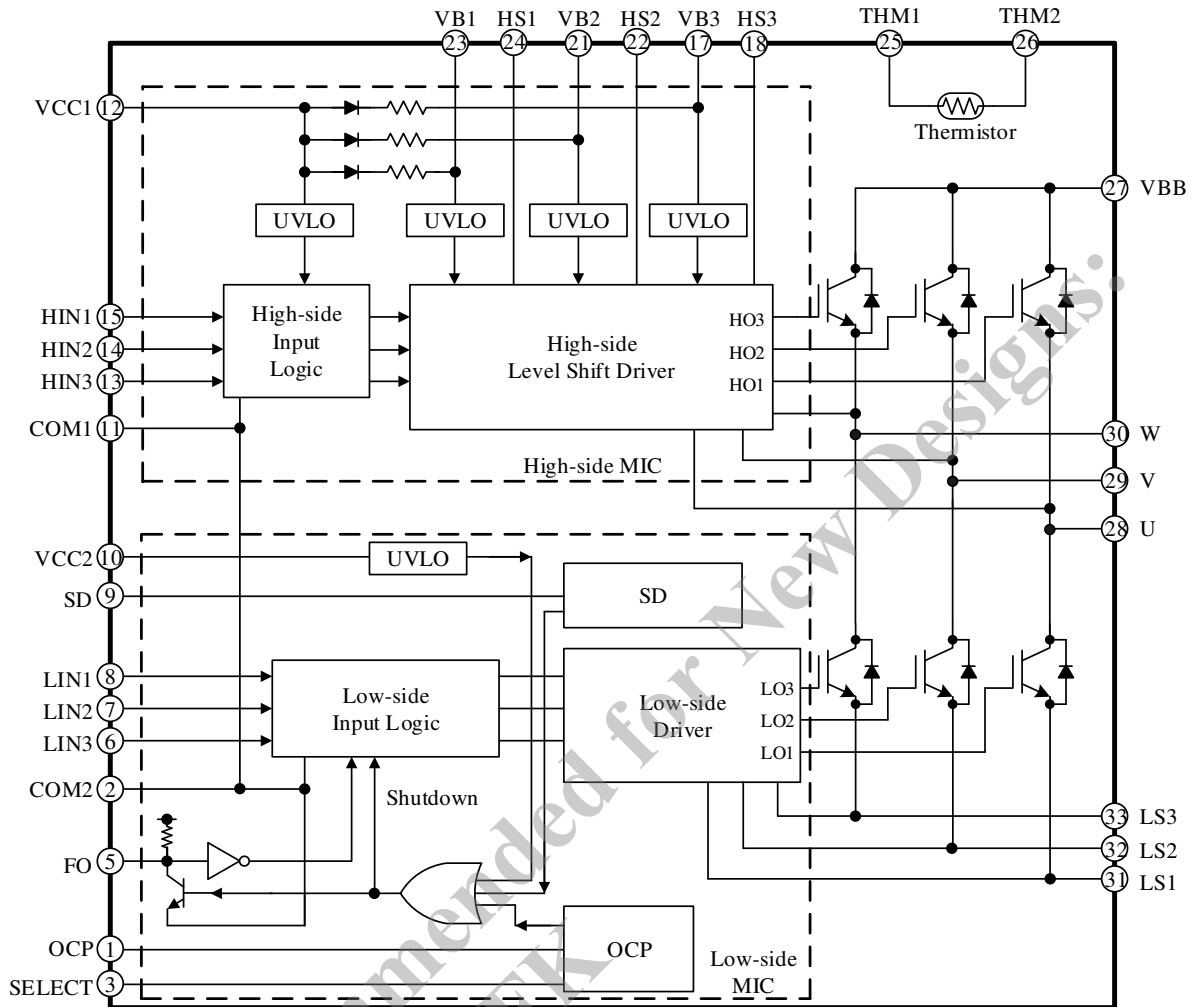 VB1 HS1 VB2 HS2 VB3 HS3 THM1 THM2
23 24 21 22 17 18 25 26
VCC1 12
Thermistor
27 VBB
UVLO UVLO UVLO UVLO
HIN1 15
HIN2 14
HIN3 13
COM1 11
High-side
Input
Logic
High-side
Level Shift Driver
HO3
HO2
HO1
High-side MIC
30 W
29 V
28 U
VCC2 10
UVLO
SD 9
SD
LIN1 8
LIN2 7
LIN3 6
COM2 2
Low-side
Input Logic
Low-side
Driver
LO3
LO2
LO1
Shutdown
33 LS3
32 LS2
31 LS1
FO 5
OCP 1
OCP
SELECT 3
Low-side
MIC
mended for New Designs: